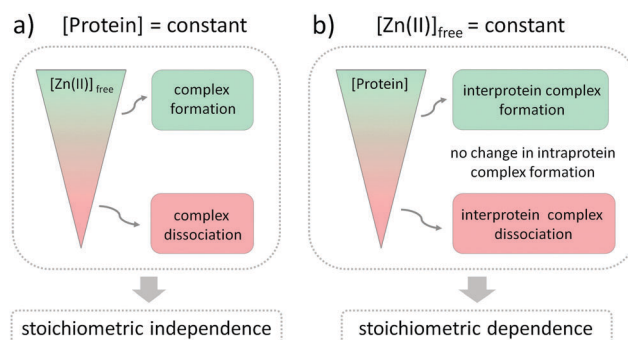 a) [Protein] = constant
[Zn(II)] free
complex
formation
complex
dissociation
stoichiometric independence
b) [Zn(II)]free = constant
[Protein]
interprotein complex
formation
no change in intraprotein
complex formation
interprotein complex
dissociation
stoichiometric dependence